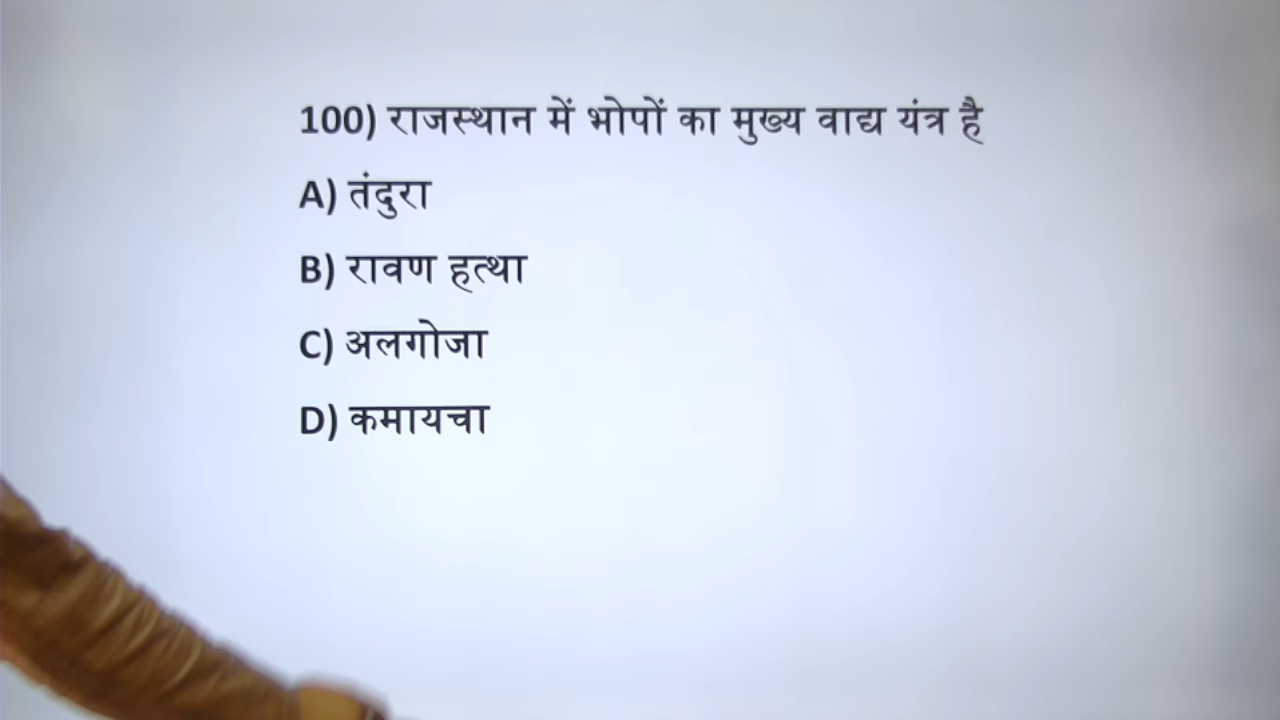 100) राजस्थान में भोपों का मुख्य वाद्य यंत्र है
A) तंदुरा
B) रावण हत्था
C) अलगोजा
D) कमायचा